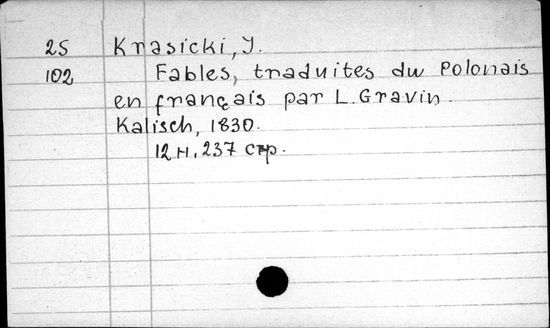 25 Krasicki, J.
102 Fables, traduites du Polonais
en français par L. Gravin.
Kalisch, 1830.
12 н, 237 стр.